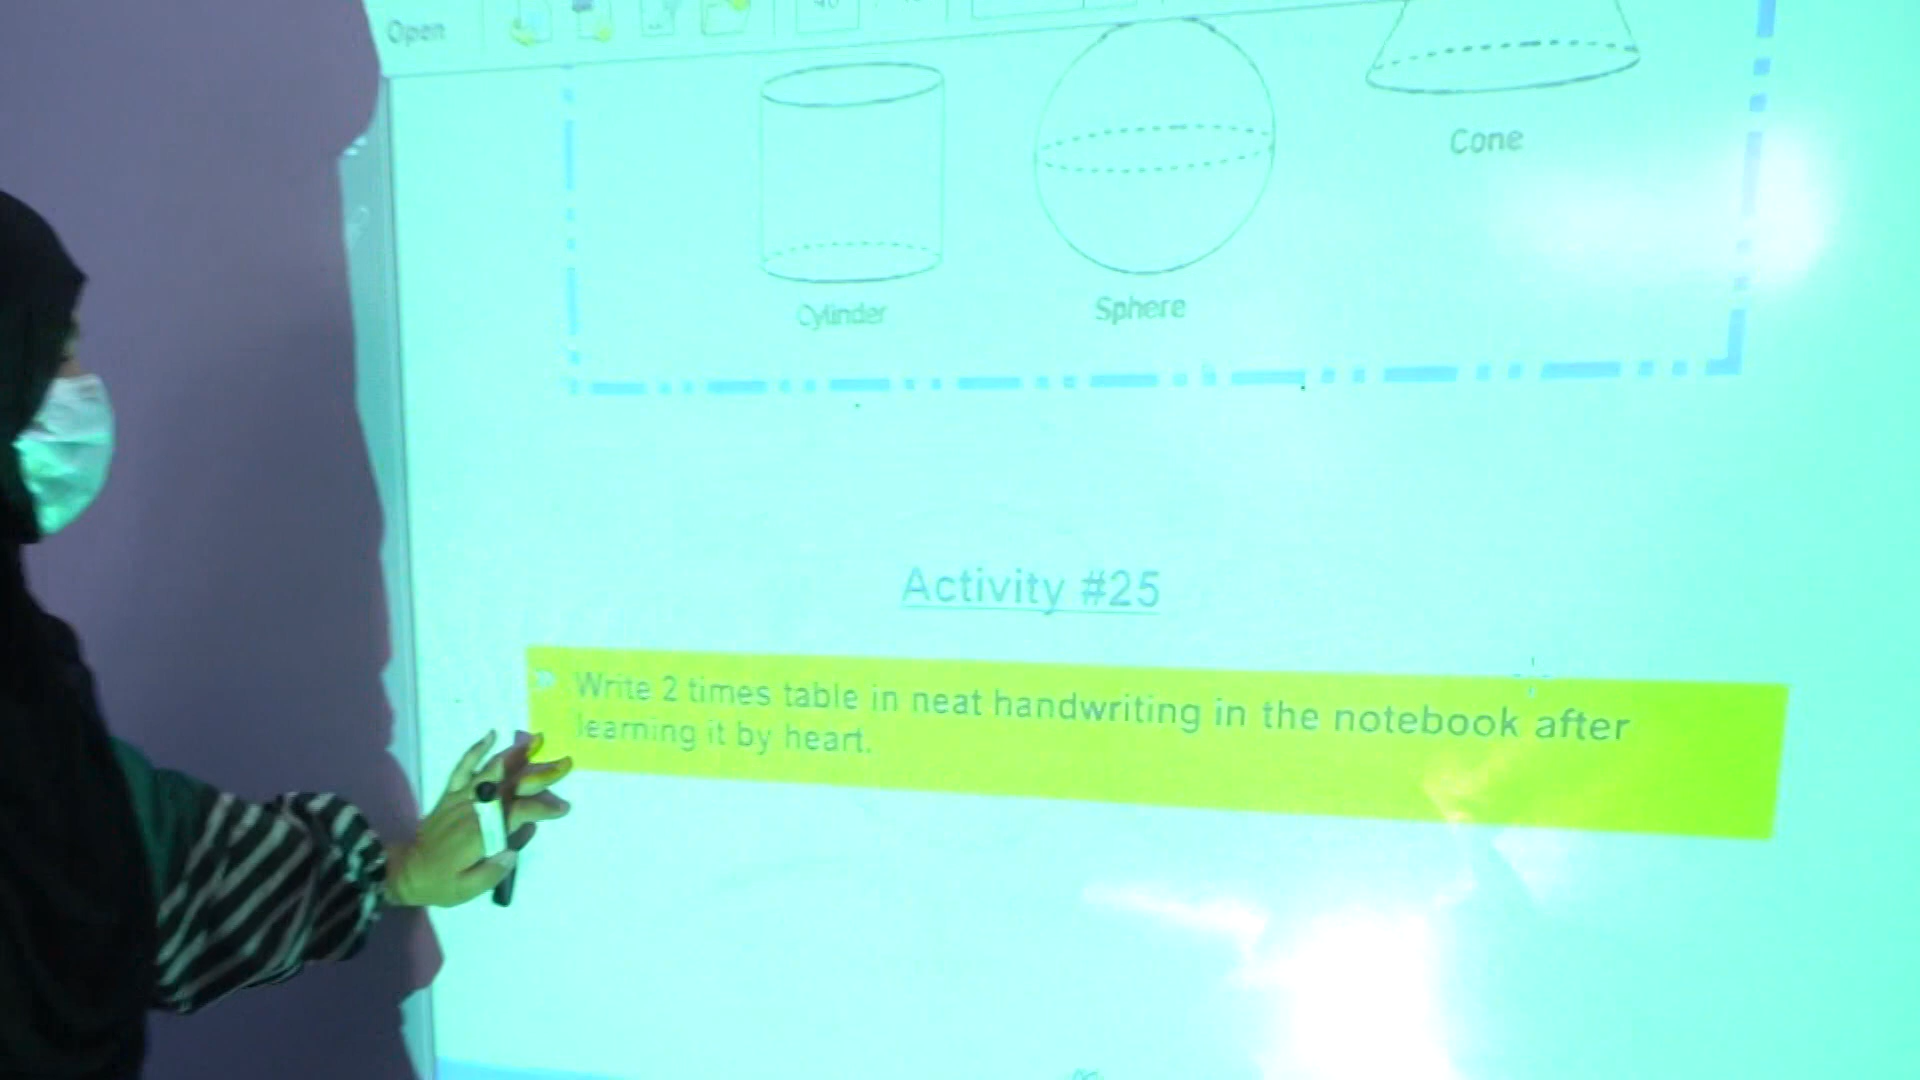 Open
Cone
Cylinder
Sphere
Activity #25
Write 2 times table in neat handwriting in the notebook after
learning it by heart.